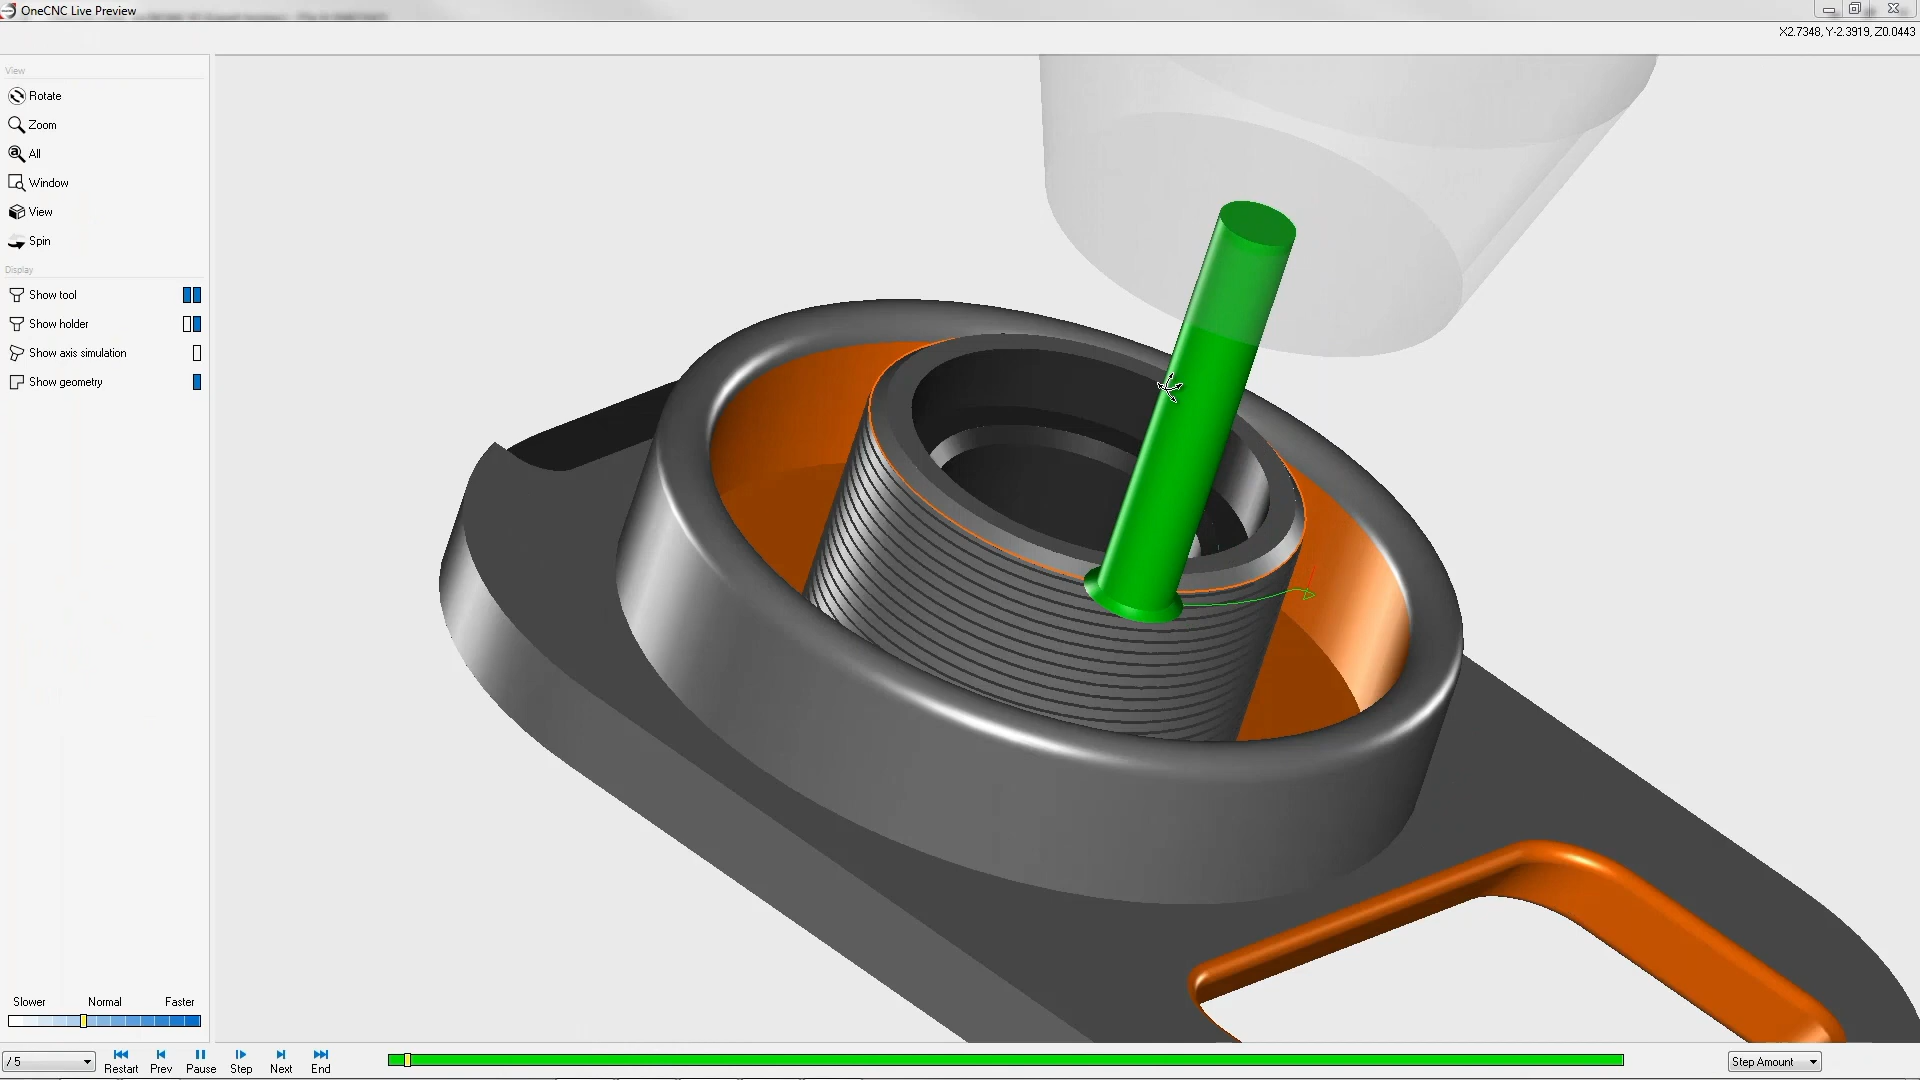 OneCNC Live Preview
X2.7348, Y-2.3919, Z0.0443
View
Rotate
Zoom
All
Window
View
Spin
Display
Show tool
Show holder
Show axis simulation
Show geometry
Slower Normal Faster
/ 5
Restart Prev Pause Step Next End
Step Amount